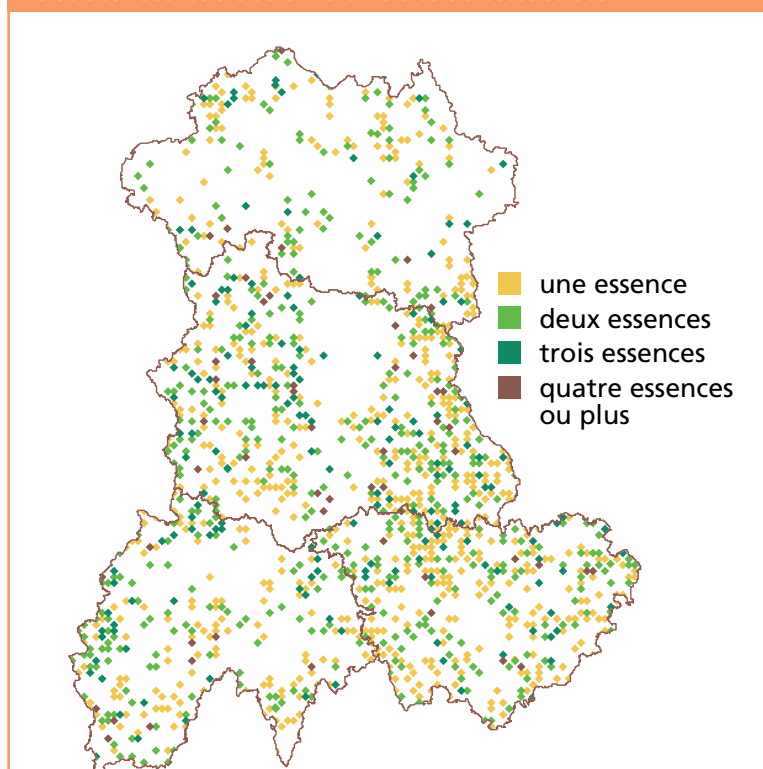 une essence
deux essences
trois essences
quatre essences
ou plus